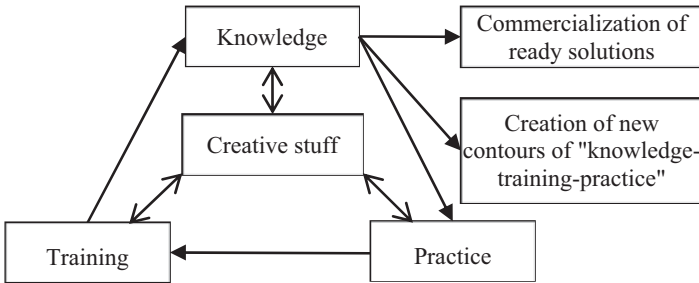 Knowledge
Commercialization of
ready solutions
Creative stuff
Creation of new
contours of "knowledge-
training-practice"
Training
Practice